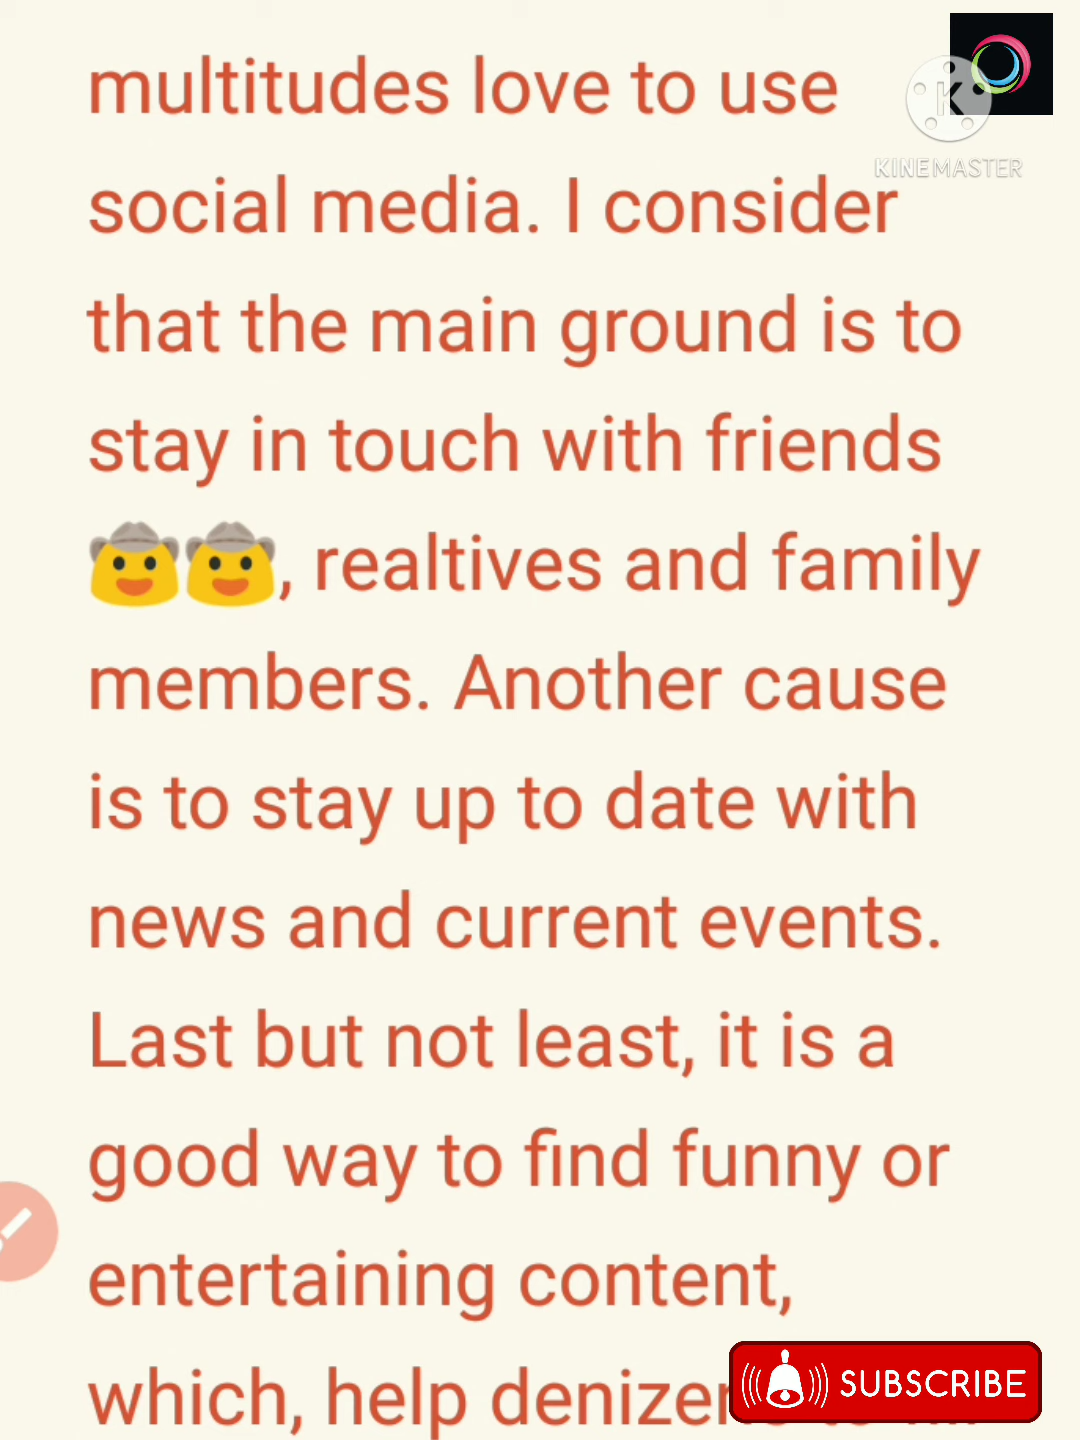 multitudes love to use
KINEMASTER
social media. I consider
that the main ground is to
stay in touch with friends
🤠🤠, realtives and family
members. Another cause
is to stay up to date with
news and current events.
Last but not least, it is a
good way to find funny or
entertaining content,
which, help
SUBSCRIBE